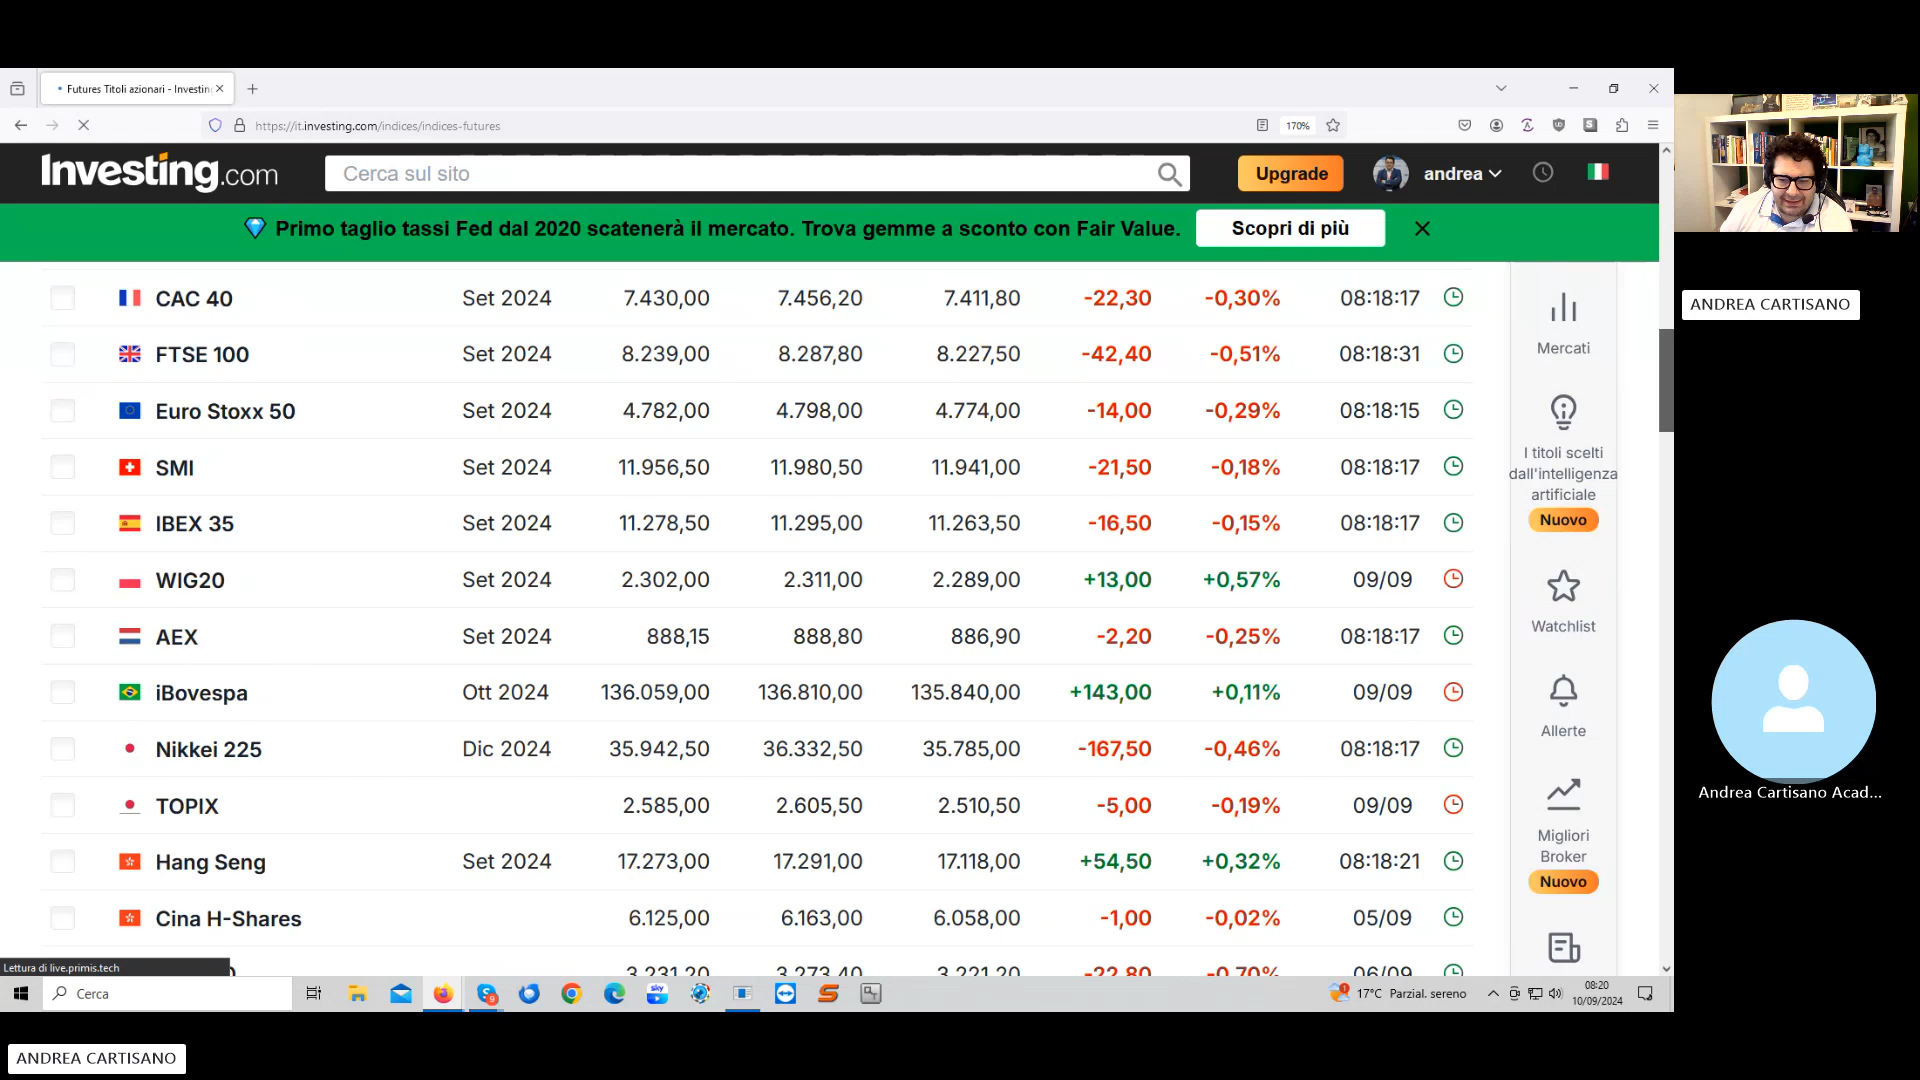 Futures Titoli azionari - Investin
https://it.investing.com/indices/indices-futures
170%
Investing.com
Cerca sul sito
Upgrade
andrea
Primo taglio tassi Fed dal 2020 scatenerà il mercato. Trova gemme a sconto con Fair Value.
Scopri di più
CAC 40 Set 2024 7.430,00 7.456,20 7.411,80 -22,30 -0,30% 08:18:17
FTSE 100 Set 2024 8.239,00 8.287,80 8.227,50 -42,40 -0,51% 08:18:31
Euro Stoxx 50 Set 2024 4.782,00 4.798,00 4.774,00 -14,00 -0,29% 08:18:15
SMI Set 2024 11.956,50 11.980,50 11.941,00 -21,50 -0,18% 08:18:17
IBEX 35 Set 2024 11.278,50 11.295,00 11.263,50 -16,50 -0,15% 08:18:17
WIG20 Set 2024 2.302,00 2.311,00 2.289,00 +13,00 +0,57% 09/09
AEX Set 2024 888,15 888,80 886,90 -2,20 -0,25% 08:18:17
iBovespa Ott 2024 136.059,00 136.810,00 135.840,00 +143,00 +0,11% 09/09
Nikkei 225 Dic 2024 35.942,50 36.332,50 35.785,00 -167,50 -0,46% 08:18:17
TOPIX 2.585,00 2.605,50 2.510,50 -5,00 -0,19% 09/09
Hang Seng Set 2024 17.273,00 17.291,00 17.118,00 +54,50 +0,32% 08:18:21
Cina H-Shares 6.125,00 6.163,00 6.058,00 -1,00 -0,02% 05/09
3.231,20 3.273,40 3.221,20 -22,80 -0,70% 06/09
Mercati
I titoli scelti
dall'intelligenza
artificiale
Nuovo
Watchlist
Allerte
Migliori
Broker
Nuovo
Lettura di live.primis.tech
Cerca
17°C Parzial. sereno
08:20
10/09/2024
ANDREA CARTISANO
Andrea Cartisano Acad...
ANDREA CARTISANO